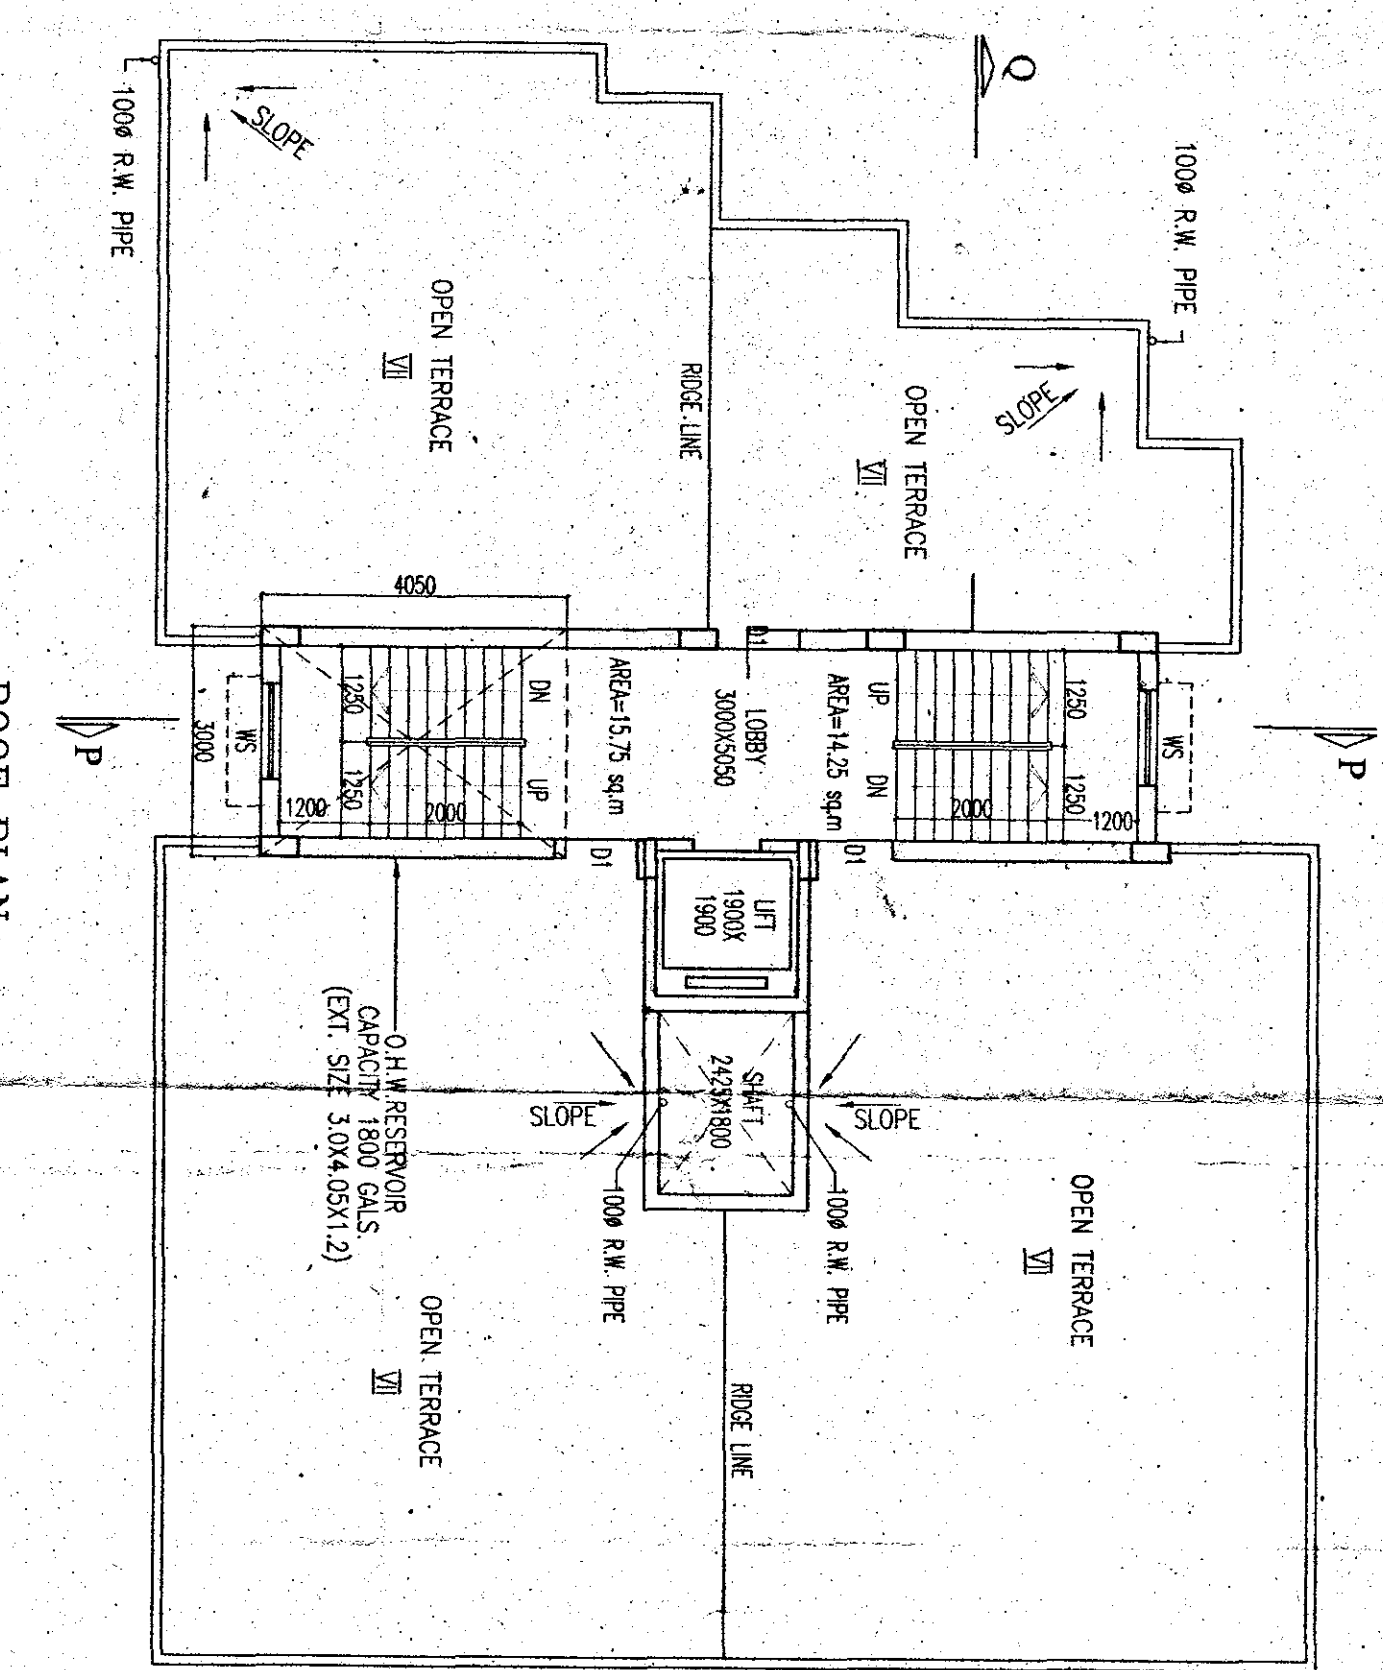 Q
100ø R.W. PIPE
100ø R.W. PIPE
SLOPE
OPEN TERRACE
VII
RIDGE LINE
SLOPE
OPEN TERRACE
VII
4050
3000
WS
1200
1250
1250
2000
DN
UP
AREA=15.75 sq.m
D1
LOBBY
3000X5050
AREA=14.25 sq.m
UP
DN
2000
1250
1250
1200
WS
P
P
D1
D1
LIFT
1900X
1900
SHAFT
2425X1800
SLOPE
SLOPE
100ø R.W. PIPE
100ø R.W. PIPE
O.H.W.RESERVOIR
CAPACITY 1800 GALS.
(EXT. SIZE 3.0X4.05X1.2)
OPEN TERRACE
VII
OPEN TERRACE
VII
RIDGE LINE
ROOF PLAN